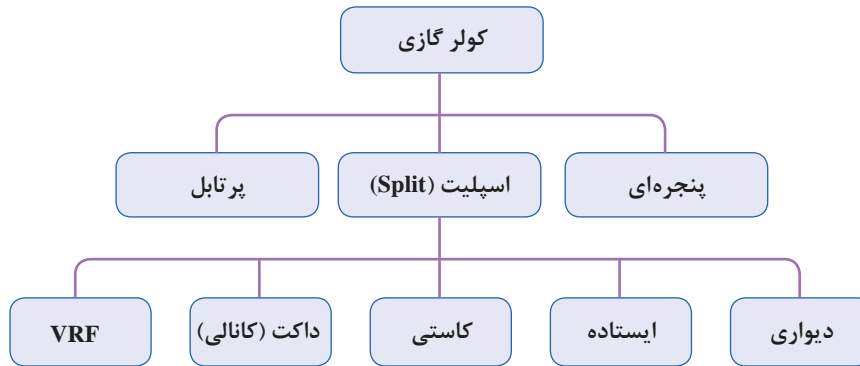 کولر گازی
پنجره‌ای
اسپلیت (Split)
پرتابل
دیواری
ایستاده
کاستی
داکت (کانالی)
VRF